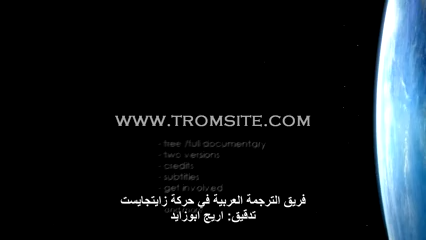 WWW.TROMSITE.COM
- free /full documentary
- two versions
- credits
- subtitles
- get involved
فريق الترجمة العربية في حركة زايتجايست
تدقيق: اريج ابوزايد